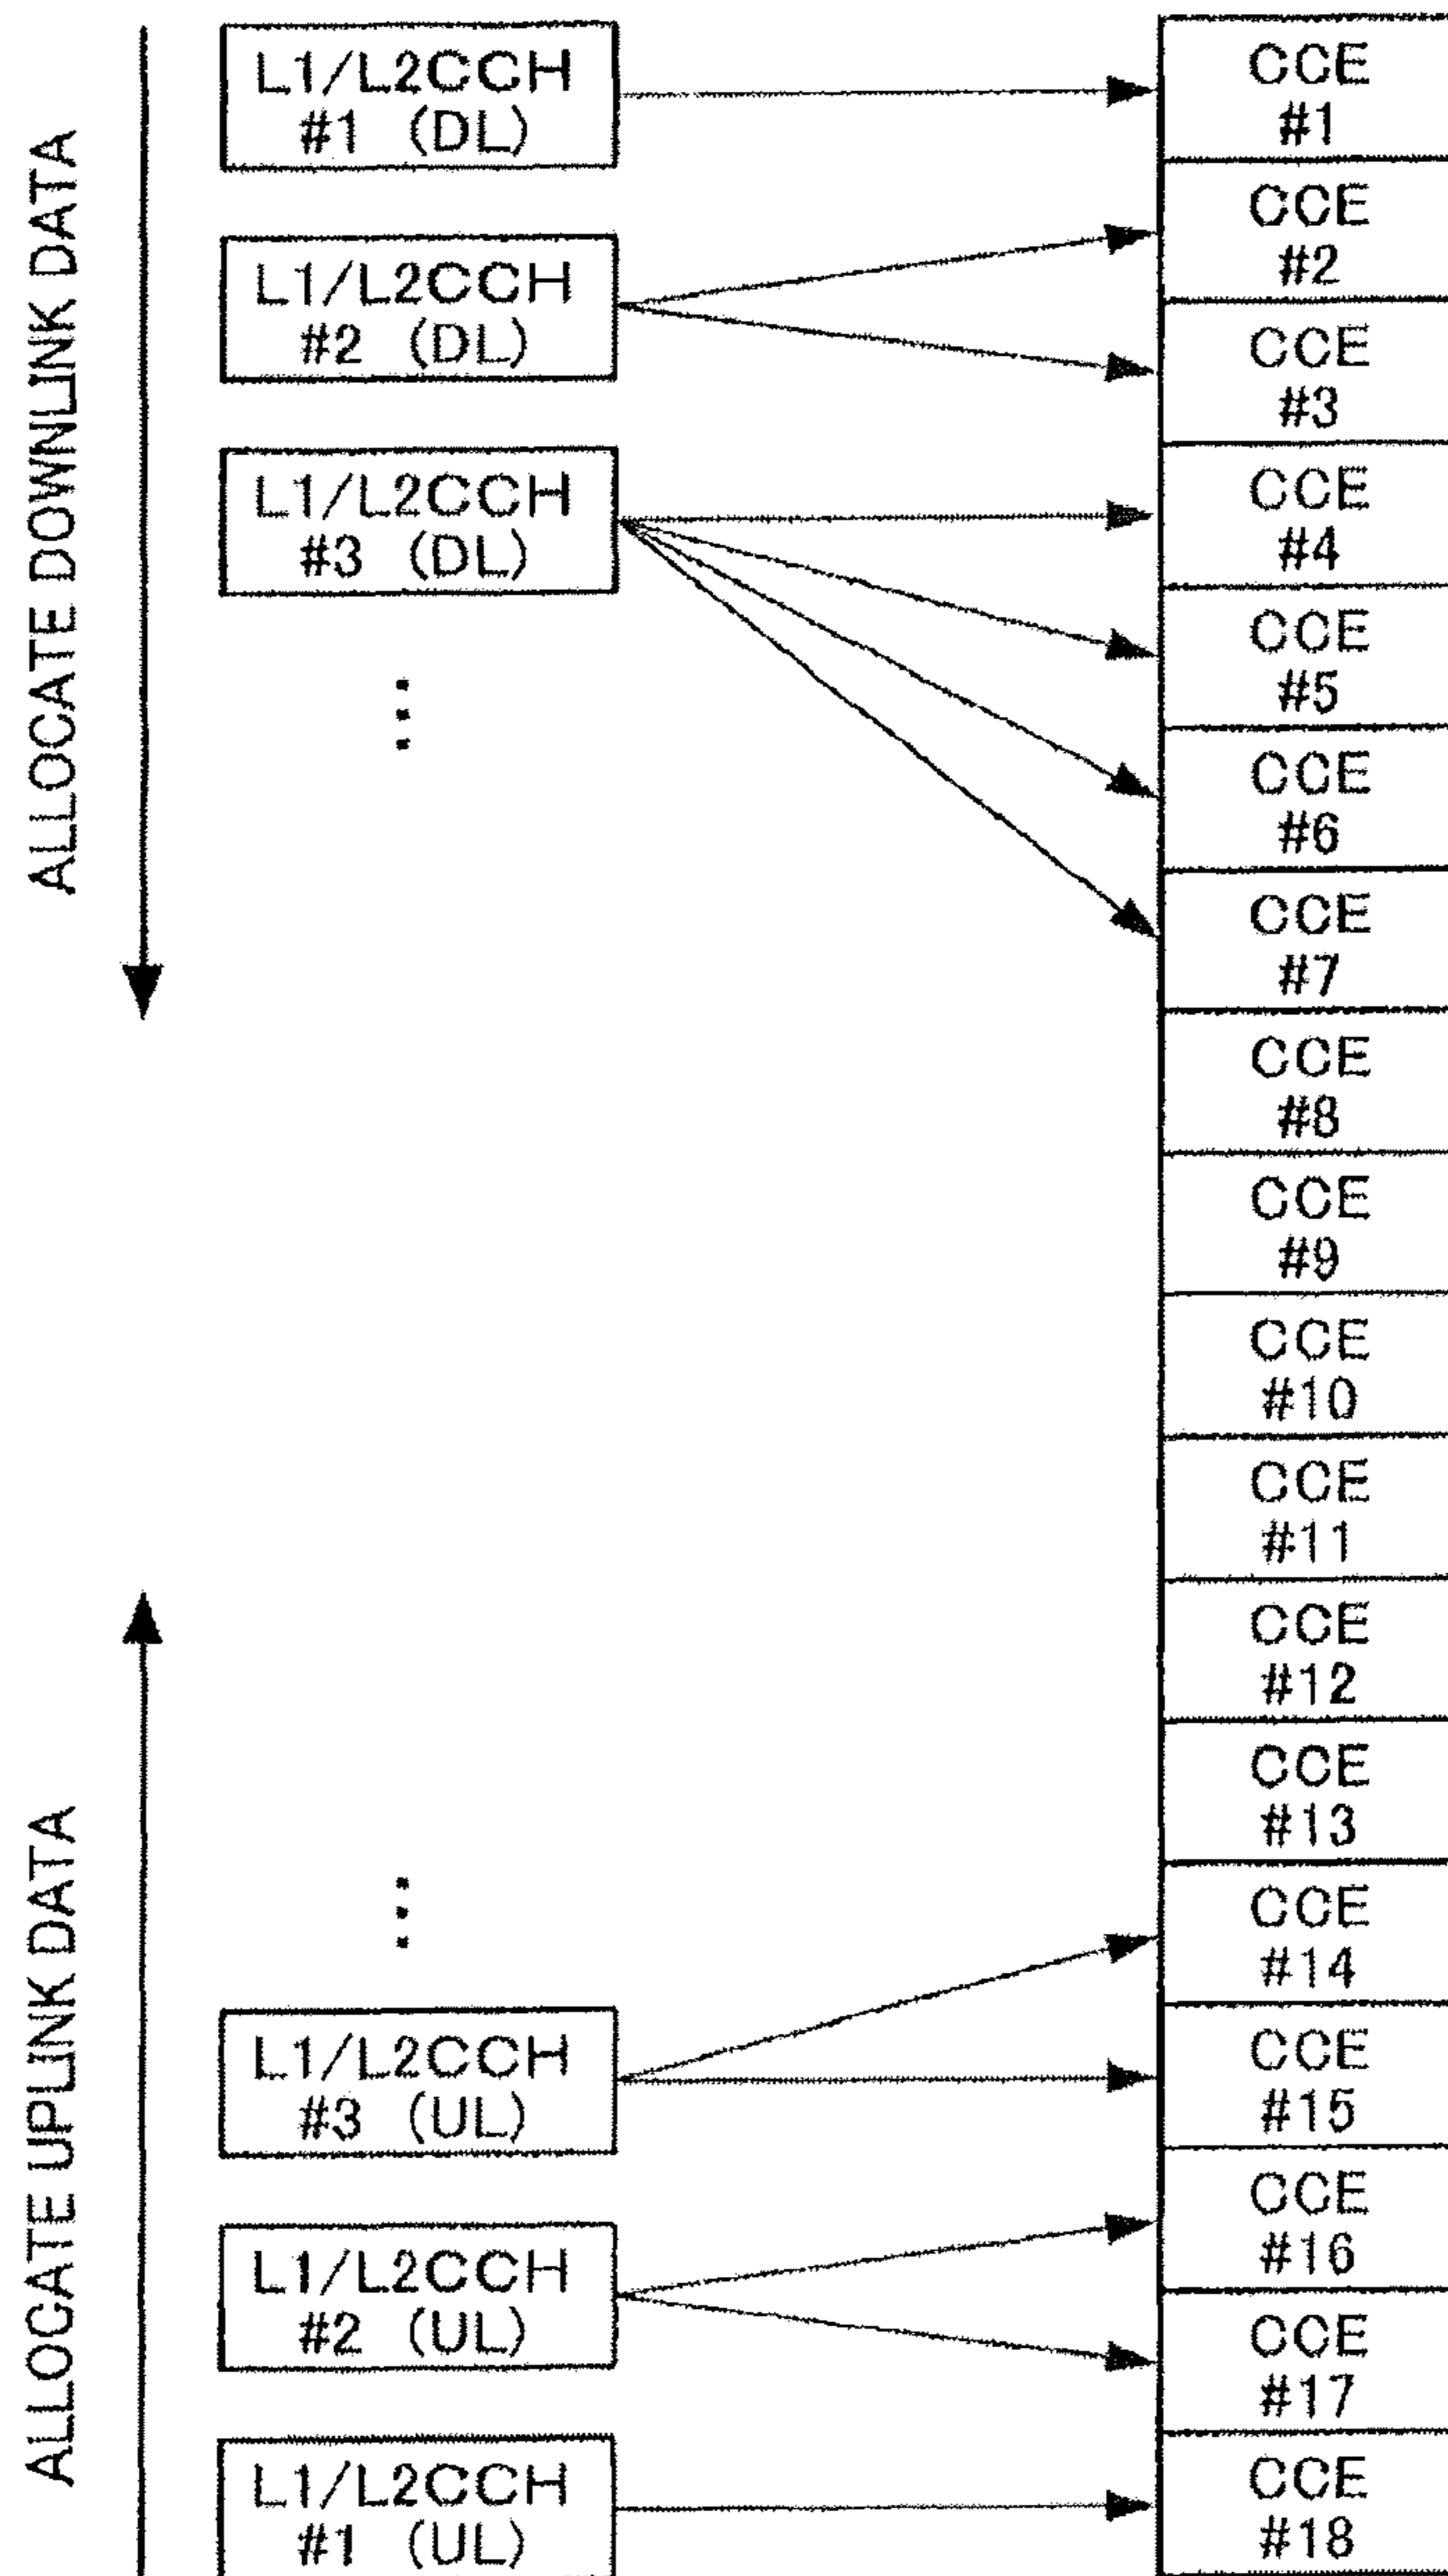 ALLOCATE DOWNLINK DATA
L1/L2CCH
#1 (DL)
L1/L2CCH
#2 (DL)
L1/L2CCH
#3 (DL)
ALLOCATE UPLINK DATA
L1/L2CCH
#3 (UL)
L1/L2CCH
#2 (UL)
L1/L2CCH
#1 (UL)
CCE
#1
CCE
#2
CCE
#3
CCE
#4
CCE
#5
CCE
#6
CCE
#7
CCE
#8
CCE
#9
CCE
#10
CCE
#11
CCE
#12
CCE
#13
CCE
#14
CCE
#15
CCE
#16
CCE
#17
CCE
#18